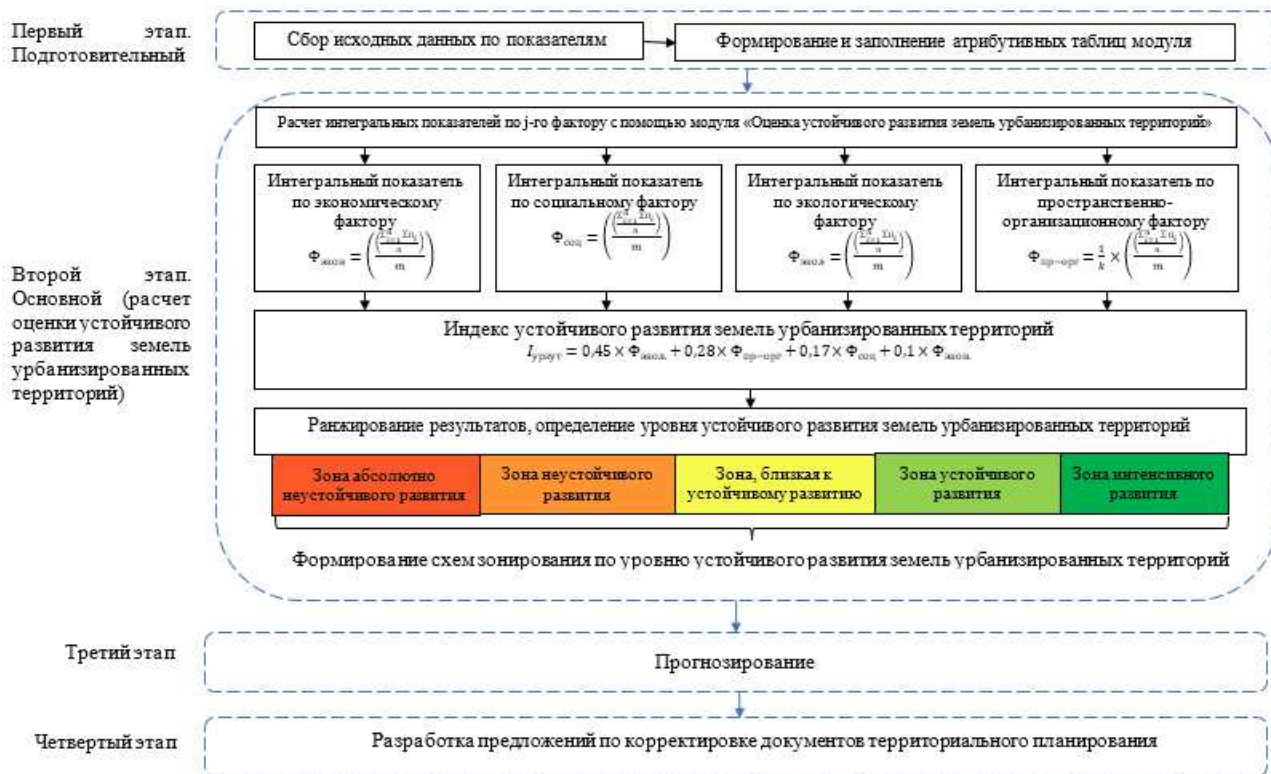 Первый этап.
Подготовительный
Сбор исходных данных по показателям
Формирование и заполнение атрибутивных таблиц модуля
Второй этап.
Основной (расчет
оценки устойчивого
развития земель
урбанизированных
территорий)
Расчет интегральных показателей по j-го фактору с помощью модуля «Оценка устойчивого развития земель урбанизированных территорий»
Интегральный показатель
по экономическому
фактору
Интегральный показатель
по социальному фактору
Интегральный показатель
по экологическому
фактору
Интегральный показатель по
пространственно-
организационному фактору
Индекс устойчивого развития земель урбанизированных территорий
Ранжирование результатов, определение уровня устойчивого развития земель урбанизированных территорий
Зона абсолютно
неустойчивого развития
Зона неустойчивого
развития
Зона, близкая к
устойчивому развитию
Зона устойчивого
развития
Зона интенсивного
развития
Формирование схем зонирования по уровню устойчивого развития земель урбанизированных территорий
Третий этап
Прогнозирование
Четвертый этап
Разработка предложений по корректировке документов территориального планирования